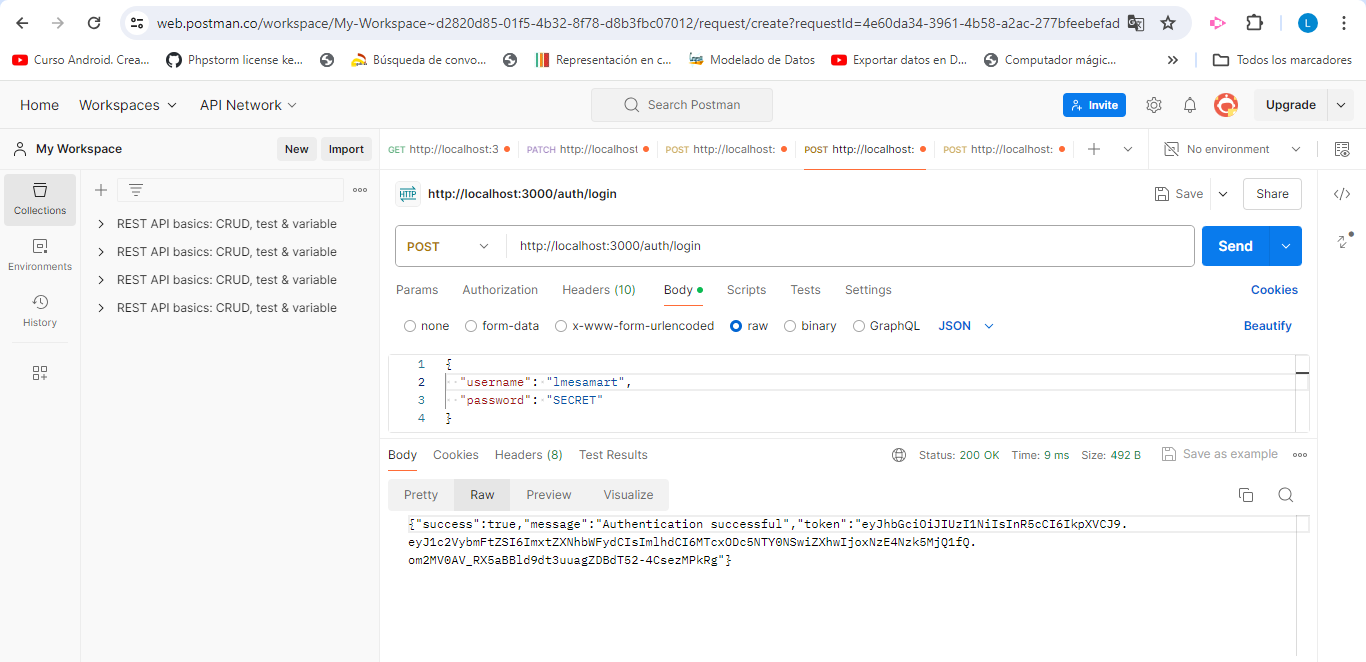 web.postman.co/workspace/My-Workspace~d2820d85-01f5-4b32-8f78-d8b3fbc07012/request/create?requestId=4e60da34-3961-4b58-a2ac-277bfeebefad
L
Curso Android. Crea... Phpstorm license ke... Búsqueda de convo... Representación en c... Modelado de Datos Exportar datos en D... Computador mágic... » Todos los marcadores
Home Workspaces API Network Search Postman Invite Upgrade
My Workspace New Import GET http://localhost:3 PATCH http://localhost POST http://localhost: POST http://localhost: POST http://localhost: No environment
Collections
Environments
History
REST API basics: CRUD, test & variable
REST API basics: CRUD, test & variable
REST API basics: CRUD, test & variable
REST API basics: CRUD, test & variable
HTTP http://localhost:3000/auth/login Save Share
POST http://localhost:3000/auth/login Send
Params Authorization Headers (10) Body Scripts Tests Settings Cookies
none form-data x-www-form-urlencoded raw binary GraphQL JSON Beautify
1 {
2 "username": "lmesamart",
3 "password": "SECRET"
4 }
Body Cookies Headers (8) Test Results Status: 200 OK Time: 9 ms Size: 492 B Save as example
Pretty Raw Preview Visualize
{"success":true,"message":"Authentication successful","token":"eyJhbGciOiJIUzI1NiIsInR5cCI6IkpXVCJ9.
eyJ1c2VybmFtZSI6ImxtZXNhbWFydCIsImlhdCI6MTcxODc5NTY0NSwiZXhwIjoxNzE4Nzk5MjQ1fQ.
om2MV0AV_RX5aBBld9dt3uuagZDBdT52-4CsezMPkRg"}